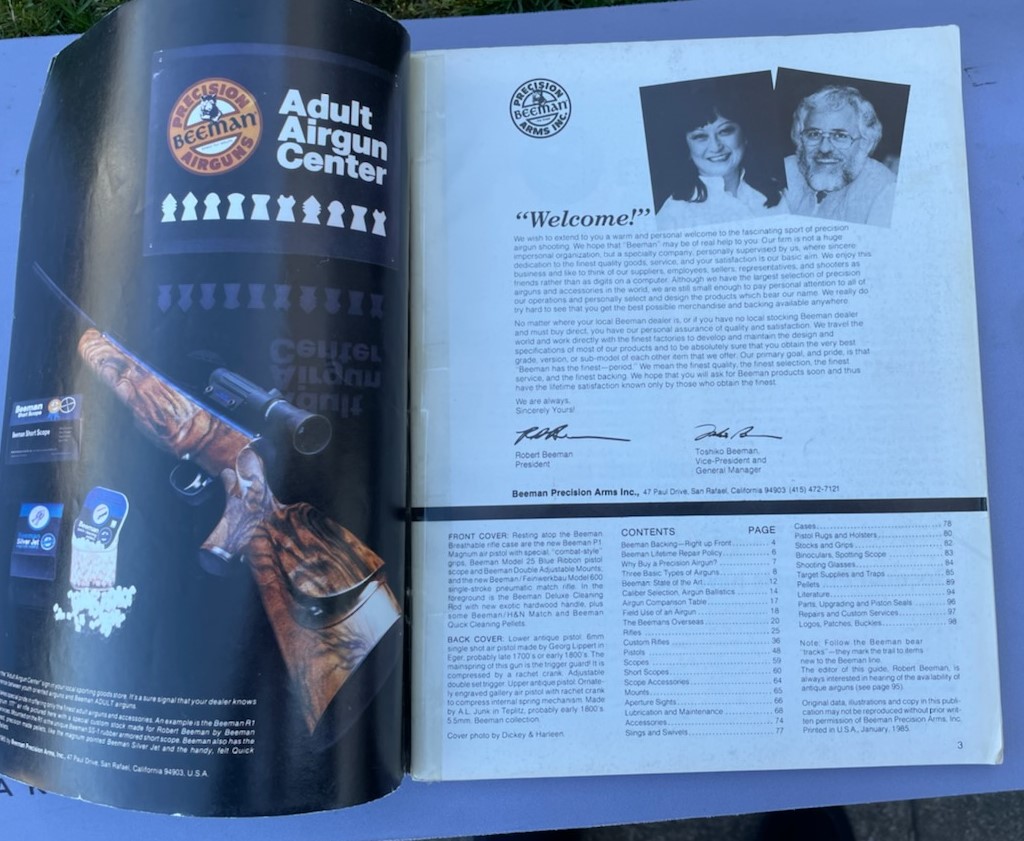 PRECISION
BEEMAN
AIRGUNS
Adult
Airgun
Center
Beeman
Short Scope
Beeman Short Scope
Silver Jet
Beeman
Beeman Precision Arms, Inc., 47 Paul Drive, San Rafael, California 94903, U.S.A.
PRECISION
BEEMAN
ARMS INC.
“Welcome!”
We wish to extend to you a warm and personal welcome to the fascinating sport of precision
airgun shooting. We hope that "Beeman" may be of real help to you. Our firm is not a huge
impersonal organization, but a specialty company, personally supervised by us, where sincere
dedication to the finest quality goods, service, and your satisfaction is our basic aim. We enjoy this
business and like to think of our suppliers, employees, sellers, representatives, and shooters as
friends rather than as digits on a computer. Although we have the largest selection of precision
airguns and accessories in the world, we are still small enough to pay personal attention to all of
our operations and personally select and design the products which bear our name. We really do
try hard to see that you get the best possible merchandise and backing available anywhere.
No matter where your local Beeman dealer is, or if you have no local stocking Beeman dealer
and must buy direct, you have our personal assurance of quality and satisfaction. We travel the
world and work directly with the finest factories to develop and maintain the design and
specifications of most of our products and to be absolutely sure that you obtain the very best
grade, version, or sub-model of each other item that we offer. Our primary goal, and pride, is that
"Beeman has the finest—period." We mean the finest quality, the finest selection, the finest
service, and the finest backing. We hope that you will ask for Beeman products soon and thus
have the lifetime satisfaction known only by those who obtain the finest.
We are always,
Sincerely Yours!
Robert Beeman
President
Toshiko Beeman,
Vice-President and
General Manager
Beeman Precision Arms Inc., 47 Paul Drive, San Rafael, California 94903 (415) 472-7121
FRONT COVER: Resting atop the Beeman
Breathable rifle case are the new Beeman P1
Magnum air pistol with special, "combat-style"
grips, Beeman Model 25 Blue Ribbon pistol
scope and Beeman Double Adjustable Mounts;
and the new Beeman/Feinwerkbau Model 600
single-stroke pneumatic match rifle. In the
foreground is the Beeman Deluxe Cleaning
Rod with new exotic hardwood handle, plus
some Beeman/H&N Match and Beeman
Quick Cleaning Pellets.
BACK COVER: Lower antique pistol: 6mm
single shot air pistol made by Georg Lippert in
Eger, probably late 1700's or early 1800's. The
mainspring of this gun is the trigger guard! It is
compressed by a rachet crank. Adjustable
double set trigger. Upper antique pistol: Ornate-
ly engraved gallery air pistol with rachet crank
to compress internal spring mechanism. Made
by A.L. Junk in Teplitz, probably early 1800's
5.5mm. Beeman collection.
Cover photo by Dickey & Harleen
CONTENTS PAGE
Beeman Backing—Right up Front 4
Beeman Lifetime Repair Policy 6
Why Buy a Precision Airgun? 7
Three Basic Types of Airguns 8
Beeman: State of the Art 12
Caliber Selection, Airgun Ballistics 14
Airgun Comparison Table 17
Field Use of an Airgun 18
The Beemans Overseas 20
Rifles 25
Custom Rifles 36
Pistols 48
Scopes 59
Short Scopes 60
Scope Accessories 64
Mounts 65
Aperture Sights 66
Lubrication and Maintenance 68
Accessories 74
Slings and Swivels 77
Cases 78
Pistol Rugs and Holsters 80
Stocks and Grips 82
Binoculars, Spotting Scope 83
Shooting Glasses 84
Target Supplies and Traps 85
Pellets 89
Literature 94
Parts, Upgrading and Piston Seals 96
Repairs and Custom Services 97
Logos, Patches, Buckles 98
Note: Follow the Beeman bear
"tracks"—they mark the trail to items
new to the Beeman line.
The editor of this guide, Robert Beeman, is
always interested in hearing of the availability of
antique airguns (see page 95).
Original data, illustrations and copy in this publi-
cation may not be reproduced without prior writ-
ten permission of Beeman Precision Arms, Inc.
Printed in U.S.A., January, 1985.
3